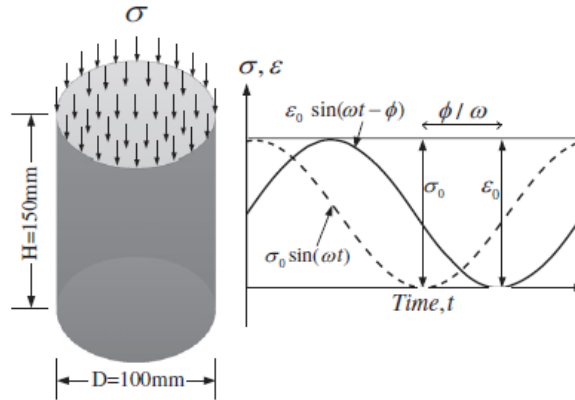 σ
H=150mm
D=100mm
σ, ε
ε₀ sin(ωt−ϕ)
ϕ / ω
σ₀
ε₀
σ₀ sin(ωt)
Time, t